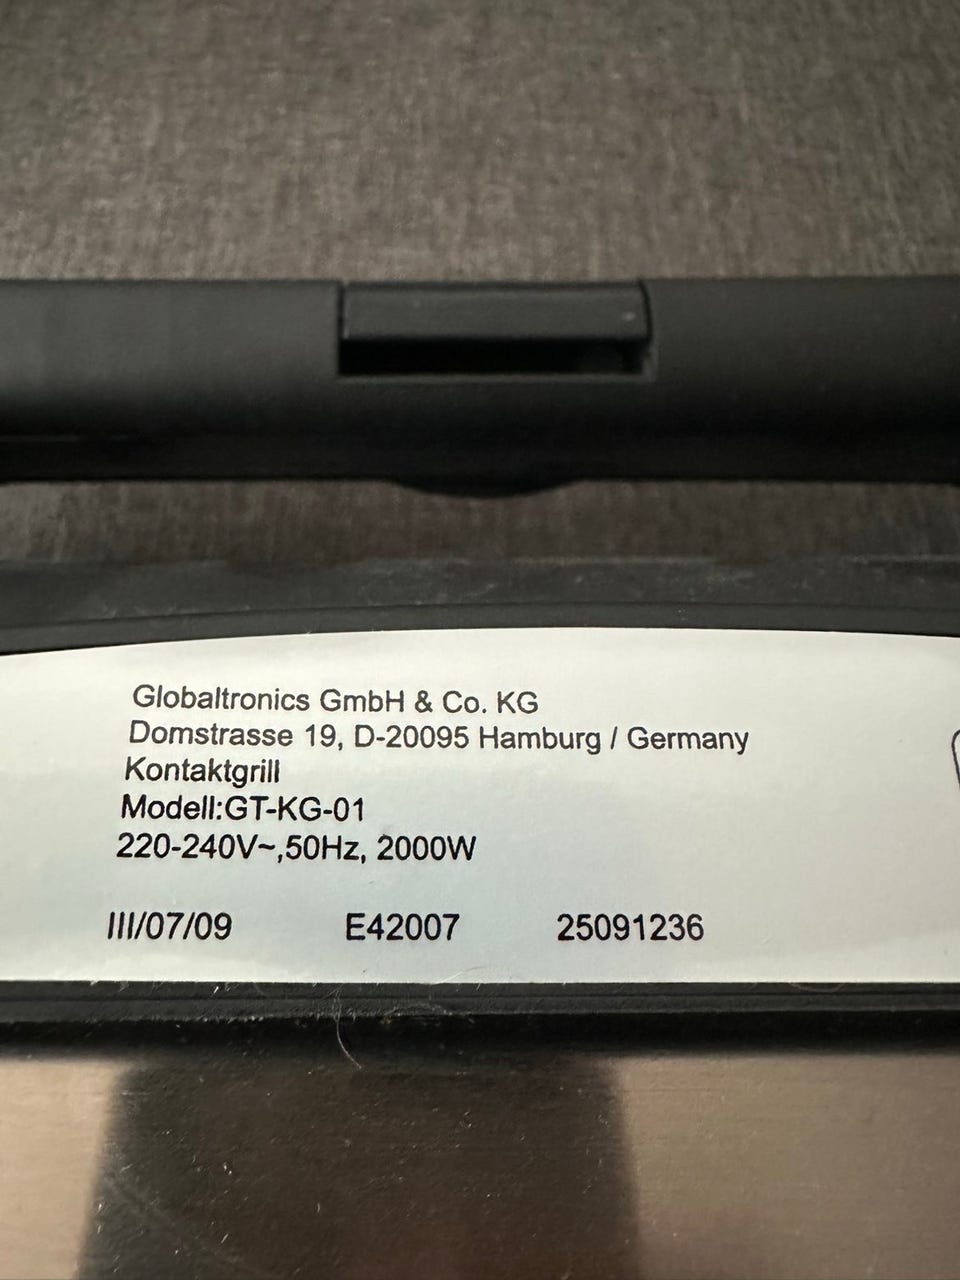 Globaltronics GmbH & Co. KG
Domstrasse 19, D-20095 Hamburg / Germany
Kontaktgrill
Modell:GT-KG-01
220-240V~,50Hz, 2000W
III/07/09 E42007 25091236